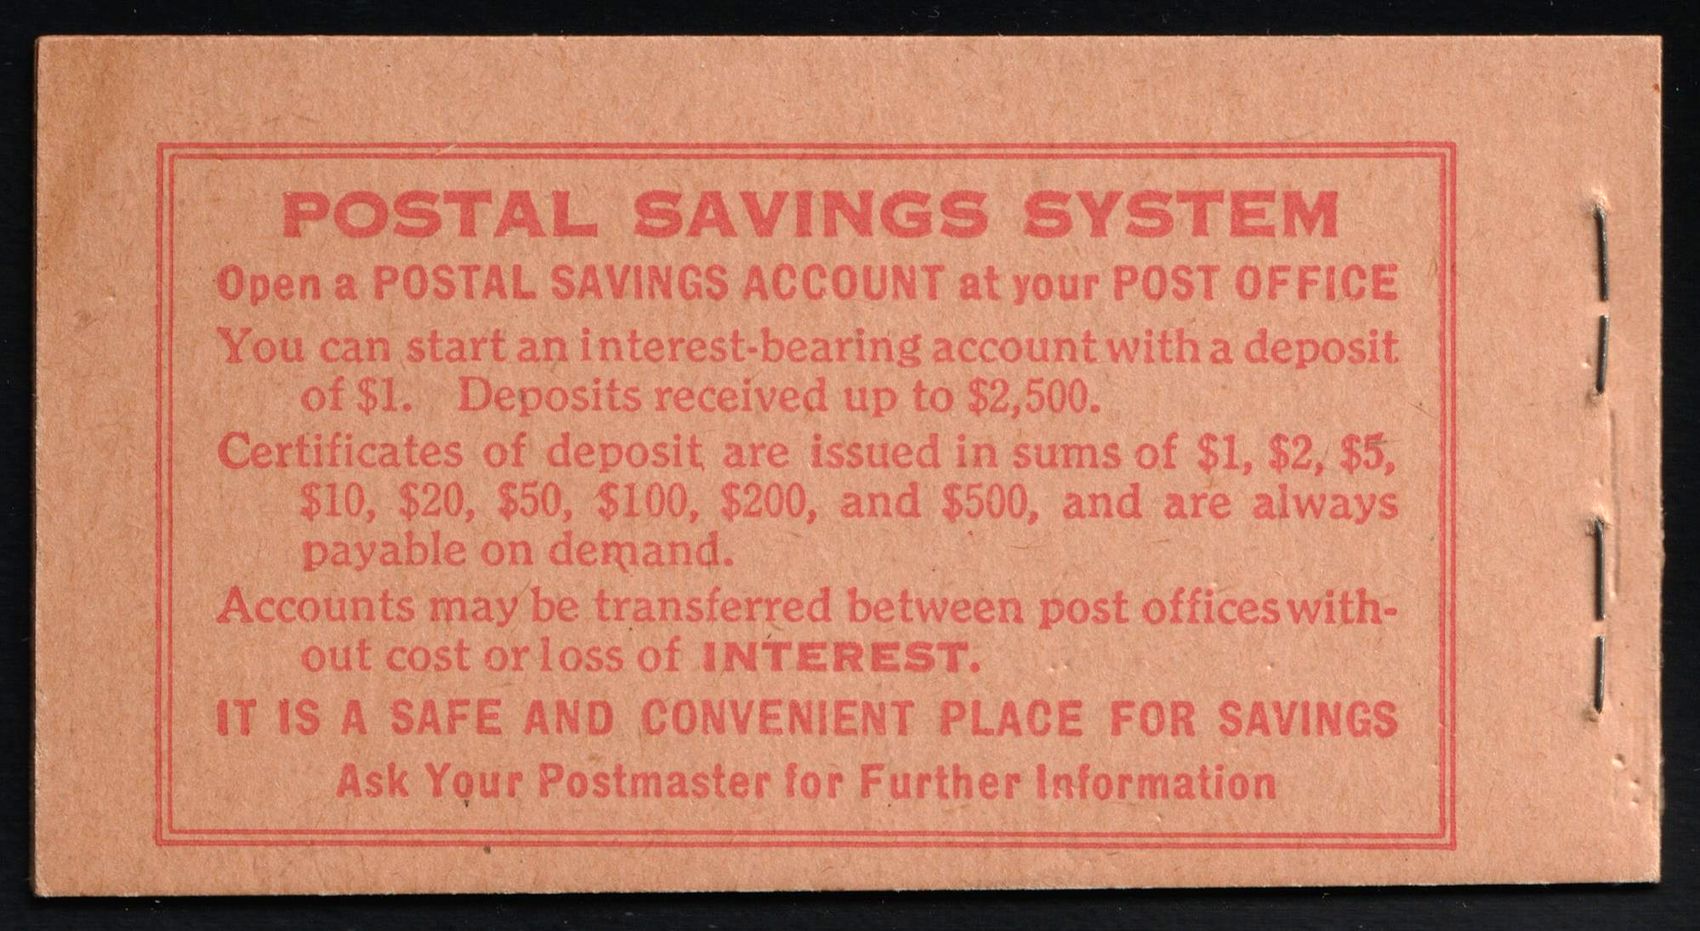 POSTAL SAVINGS SYSTEM
Open a POSTAL SAVINGS ACCOUNT at your POST OFFICE
You can start an interest-bearing account with a deposit
of $1. Deposits received up to $2,500.
Certificates of deposit are issued in sums of $1, $2, $5,
$10, $20, $50, $100, $200, and $500, and are always
payable on demand.
Accounts may be transferred between post offices with-
out cost or loss of INTEREST.
IT IS A SAFE AND CONVENIENT PLACE FOR SAVINGS
Ask Your Postmaster for Further Information